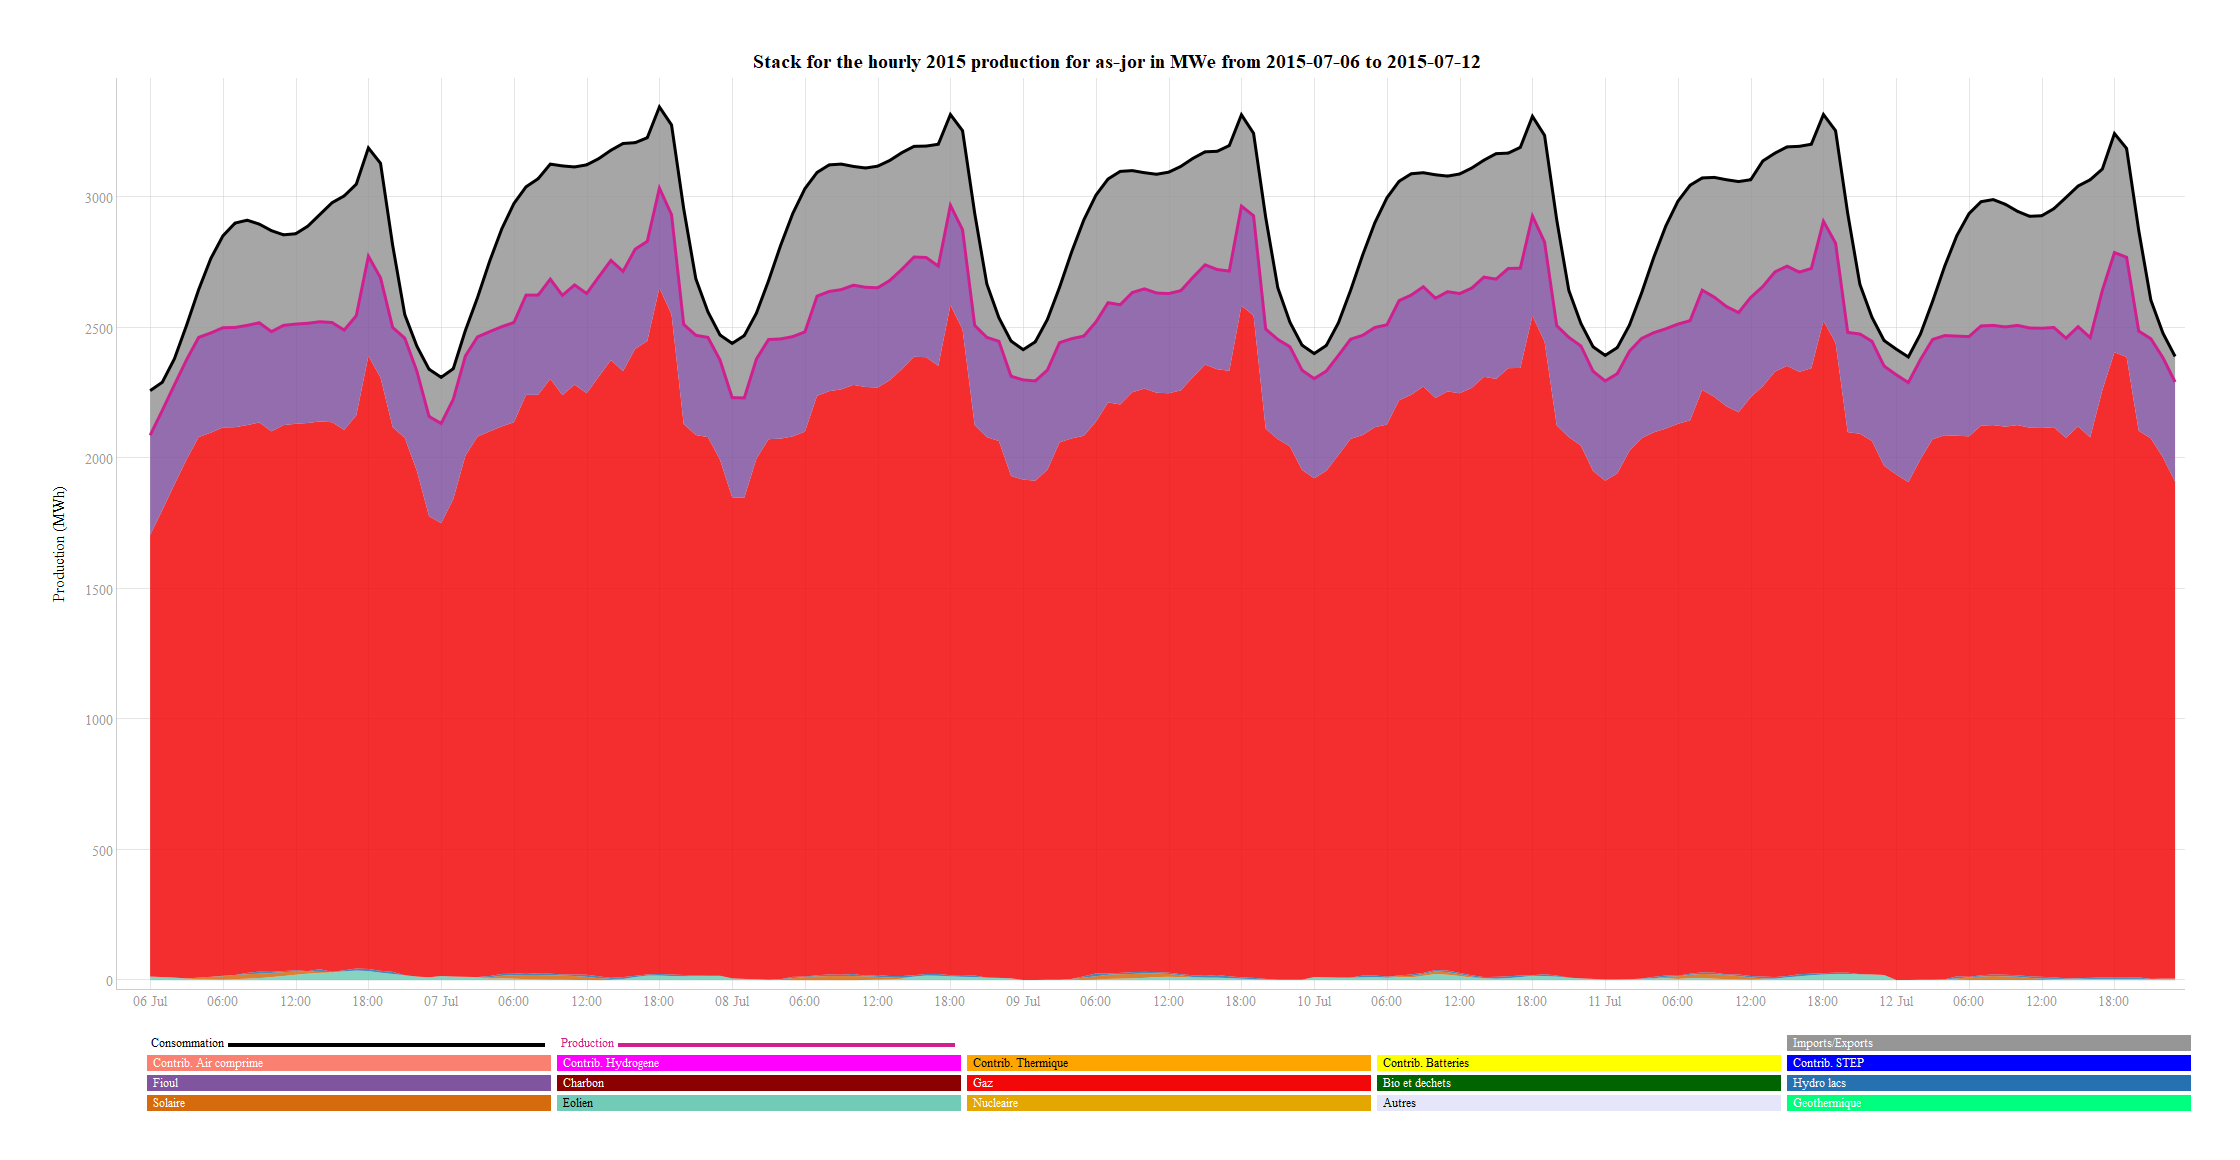 Stack for the hourly 2015 production for as-jor in MWe from 2015-07-06 to 2015-07-12
Production (MWh)
3000
2500
2000
1500
1000
500
0
06 Jul 06:00 12:00 18:00 07 Jul 06:00 12:00 18:00 08 Jul 06:00 12:00 18:00 09 Jul 06:00 12:00 18:00 10 Jul 06:00 12:00 18:00 11 Jul 06:00 12:00 18:00 12 Jul 06:00 12:00 18:00
Consommation Production Imports/Exports
Contrib. Air comprime Contrib. Hydrogene Contrib. Thermique Contrib. Batteries Contrib. STEP
Fioul Charbon Gaz Bio et dechets Hydro lacs
Solaire Eolien Nucleaire Autres Geothermique